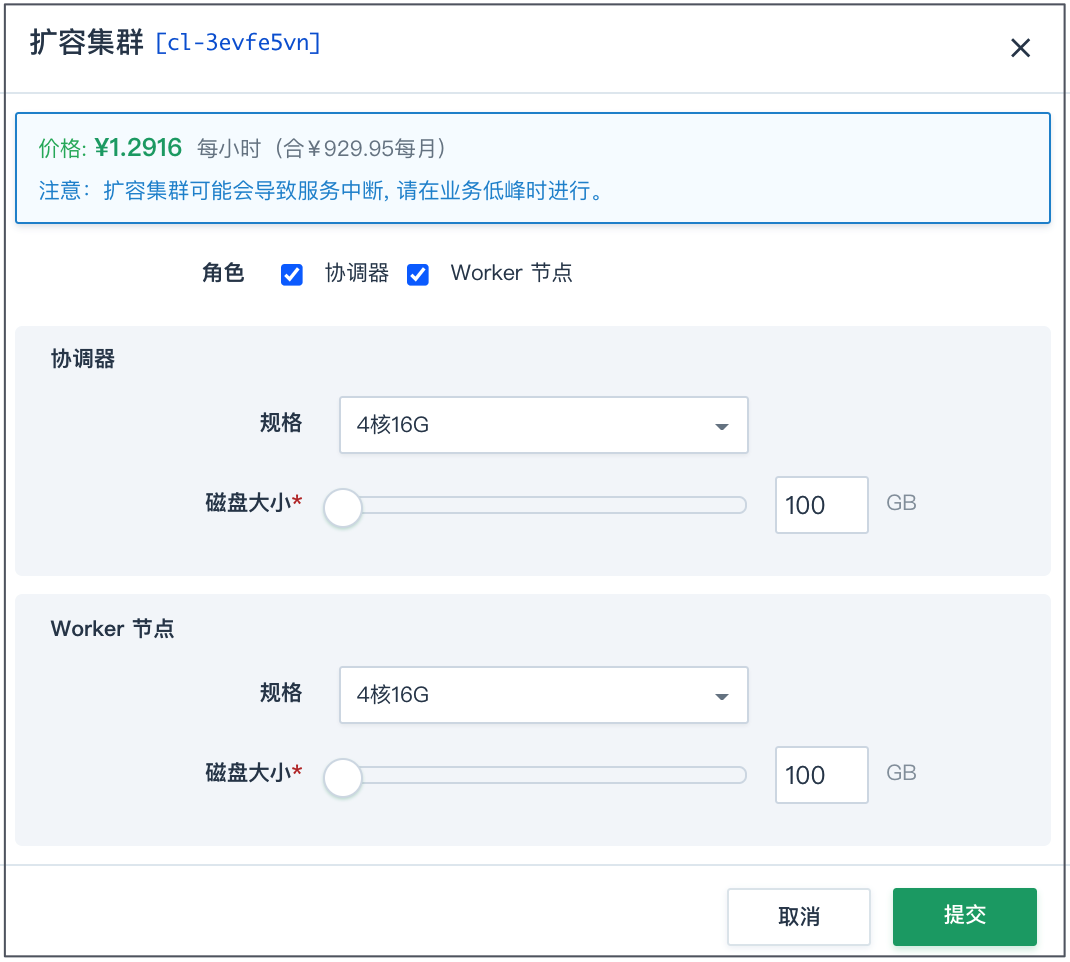 扩容集群 [cl-3evfe5vn]
价格: ¥1.2916 每小时（合￥929.95每月）
注意：扩容集群可能会导致服务中断, 请在业务低峰时进行。
角色 协调器 Worker 节点
协调器
规格 4核16G
磁盘大小* 100 GB
Worker 节点
规格 4核16G
磁盘大小* 100 GB
取消 提交